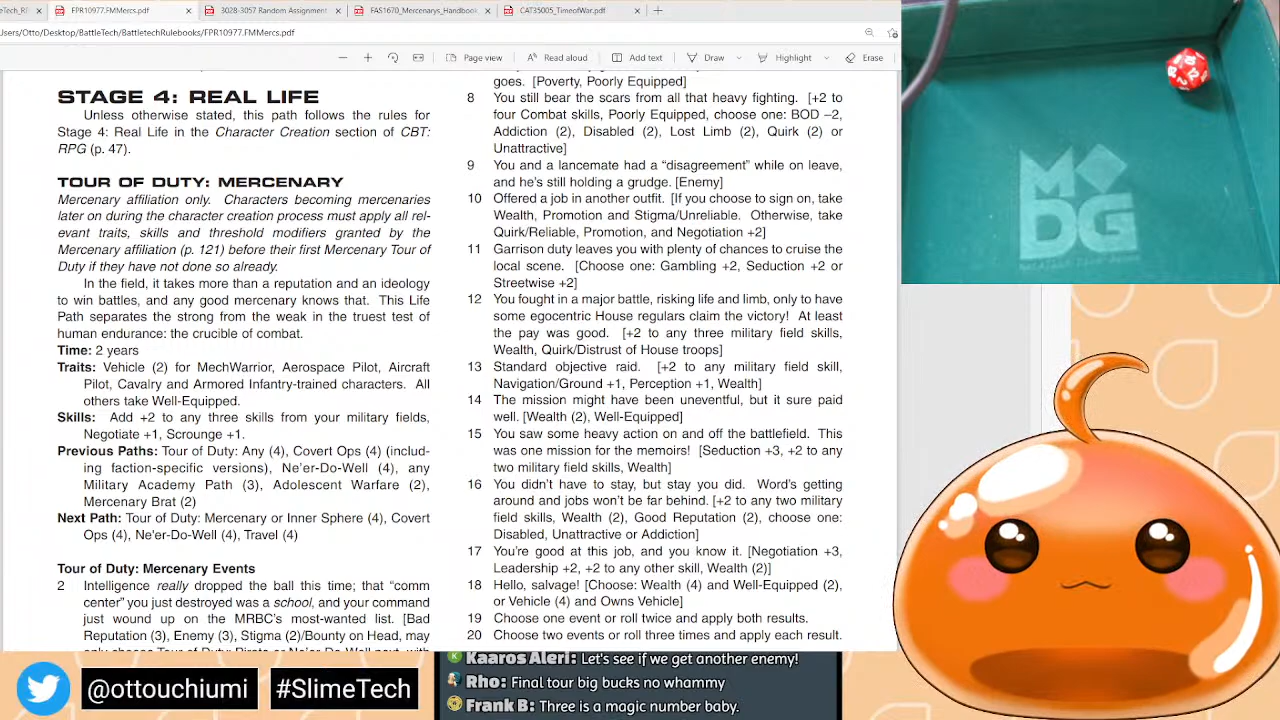 eTech_RI
FPR10977.FMMercs.pdf
3028-3057 Random Assignment
FAS1670_Mercenarys_Handbook
CAT35005_TimeofWar.pdf
Users/Otto/Desktop/BattleTech/BattletechRulebooks/FPR10977.FMMercs.pdf
Page view
Read aloud
Add text
Draw
Highlight
Erase
STAGE 4: REAL LIFE
Unless otherwise stated, this path follows the rules for
Stage 4: Real Life in the Character Creation section of CBT:
RPG (p. 47).
TOUR OF DUTY: MERCENARY
Mercenary affiliation only. Characters becoming mercenaries
later on during the character creation process must apply all rel-
evant traits, skills and threshold modifiers granted by the
Mercenary affiliation (p. 121) before their first Mercenary Tour of
Duty if they have not done so already.
In the field, it takes more than a reputation and an ideology
to win battles, and any good mercenary knows that. This Life
Path separates the strong from the weak in the truest test of
human endurance: the crucible of combat.
Time: 2 years
Traits: Vehicle (2) for MechWarrior, Aerospace Pilot, Aircraft
Pilot, Cavalry and Armored Infantry-trained characters. All
others take Well-Equipped.
Skills: Add +2 to any three skills from your military fields,
Negotiate +1, Scrounge +1.
Previous Paths: Tour of Duty: Any (4), Covert Ops (4) (includ-
ing faction-specific versions), Ne'er-Do-Well (4), any
Military Academy Path (3), Adolescent Warfare (2),
Mercenary Brat (2)
Next Path: Tour of Duty: Mercenary or Inner Sphere (4), Covert
Ops (4), Ne'er-Do-Well (4), Travel (4)
Tour of Duty: Mercenary Events
2 Intelligence really dropped the ball this time; that “comm
center” you just destroyed was a school, and your command
just wound up on the MRBC's most-wanted list. [Bad
Reputation (3), Enemy (3), Stigma (2)/Bounty on Head, may
goes. [Poverty, Poorly Equipped]
8 You still bear the scars from all that heavy fighting. [+2 to
four Combat skills, Poorly Equipped, choose one: BOD –2,
Addiction (2), Disabled (2), Lost Limb (2), Quirk (2) or
Unattractive]
9 You and a lancemate had a “disagreement” while on leave,
and he's still holding a grudge. [Enemy]
10 Offered a job in another outfit. [If you choose to sign on, take
Wealth, Promotion and Stigma/Unreliable. Otherwise, take
Quirk/Reliable, Promotion, and Negotiation +2]
11 Garrison duty leaves you with plenty of chances to cruise the
local scene. [Choose one: Gambling +2, Seduction +2 or
Streetwise +2]
12 You fought in a major battle, risking life and limb, only to have
some egocentric House regulars claim the victory! At least
the pay was good. [+2 to any three military field skills,
Wealth, Quirk/Distrust of House troops]
13 Standard objective raid. [+2 to any military field skill,
Navigation/Ground +1, Perception +1, Wealth]
14 The mission might have been uneventful, but it sure paid
well. [Wealth (2), Well-Equipped]
15 You saw some heavy action on and off the battlefield. This
was one mission for the memoirs! [Seduction +3, +2 to any
two military field skills, Wealth]
16 You didn't have to stay, but stay you did. Word's getting
around and jobs won't be far behind. [+2 to any two military
field skills, Wealth (2), Good Reputation (2), choose one:
Disabled, Unattractive or Addiction]
17 You're good at this job, and you know it. [Negotiation +3,
Leadership +2, +2 to any other skill, Wealth (2)]
18 Hello, salvage! [Choose: Wealth (4) and Well-Equipped (2),
or Vehicle (4) and Owns Vehicle]
19 Choose one event or roll twice and apply both results.
20 Choose two events or roll three times and apply each result.
M
DG
@ottouchiumi
#SlimeTech
K Kaaros Aleri: Let's see if we get another enemy!
Rho: Final tour big bucks no whammy
Frank B: Three is a magic number baby.